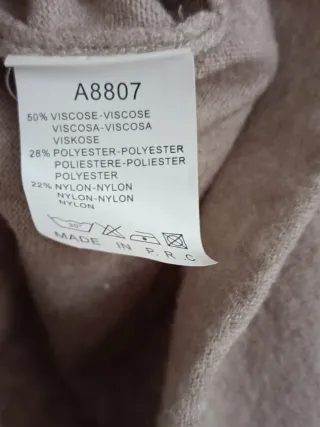 A8807
50% VISCOSE-VISCOSE
VISCOSA-VISCOSA
VISKOSE
28% POLYESTER-POLYESTER
POLIESTERE-POLIESTER
POLYESTER
22% NYLON-NYLON
NYLON-NYLON
NYLON
30°
MADE IN P.R.C